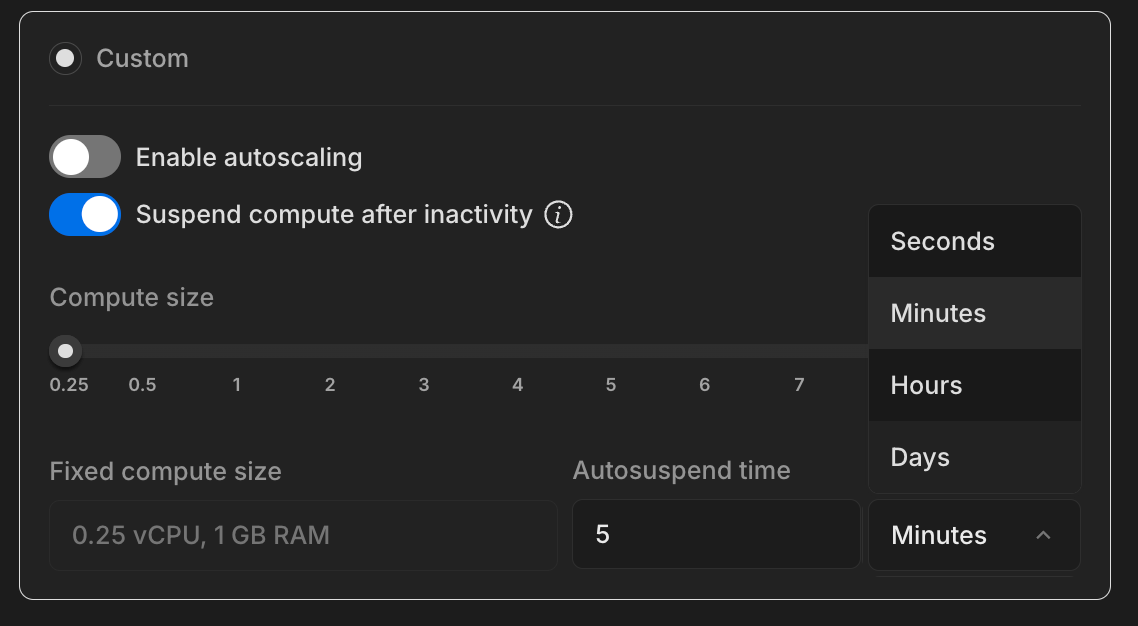 Custom
Enable autoscaling
Suspend compute after inactivity
Compute size
0.25 0.5 1 2 3 4 5 6 7
Seconds
Minutes
Hours
Days
Fixed compute size
0.25 vCPU, 1 GB RAM
Autosuspend time
5
Minutes